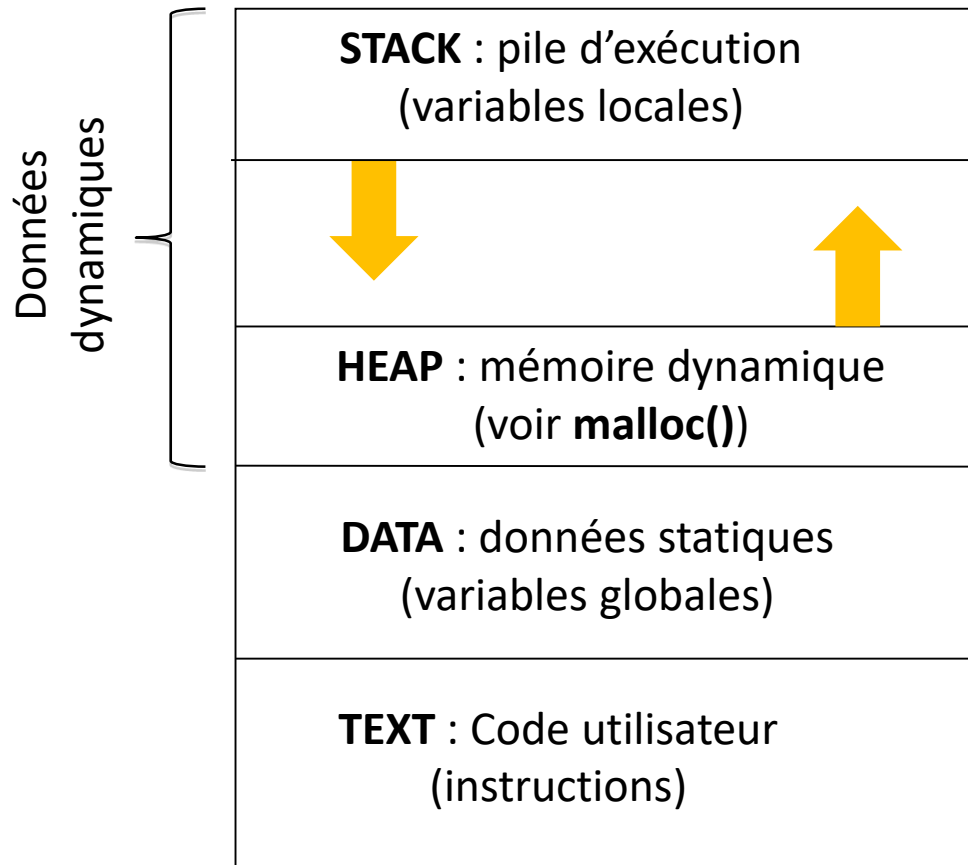 STACK : pile d’exécution
(variables locales)
Données
dynamiques
HEAP : mémoire dynamique
(voir malloc())
DATA : données statiques
(variables globales)
TEXT : Code utilisateur
(instructions)